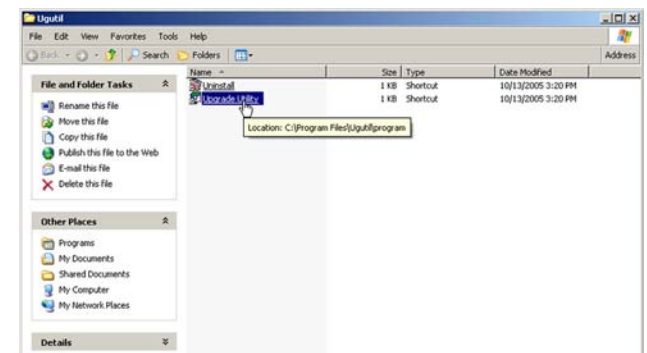 Ugutil
File Edit View Favorites Tools Help
Back Search Folders Address
Name Size Type Date Modified
Uninstall 1 KB Shortcut 10/13/2005 3:20 PM
Upgrade Utility 1 KB Shortcut 10/13/2005 3:20 PM
Location: C:\Program Files\Ugutil\program
File and Folder Tasks
Rename this file
Move this file
Copy this file
Publish this file to the Web
E-mail this file
Delete this file
Other Places
Programs
My Documents
Shared Documents
My Computer
My Network Places
Details